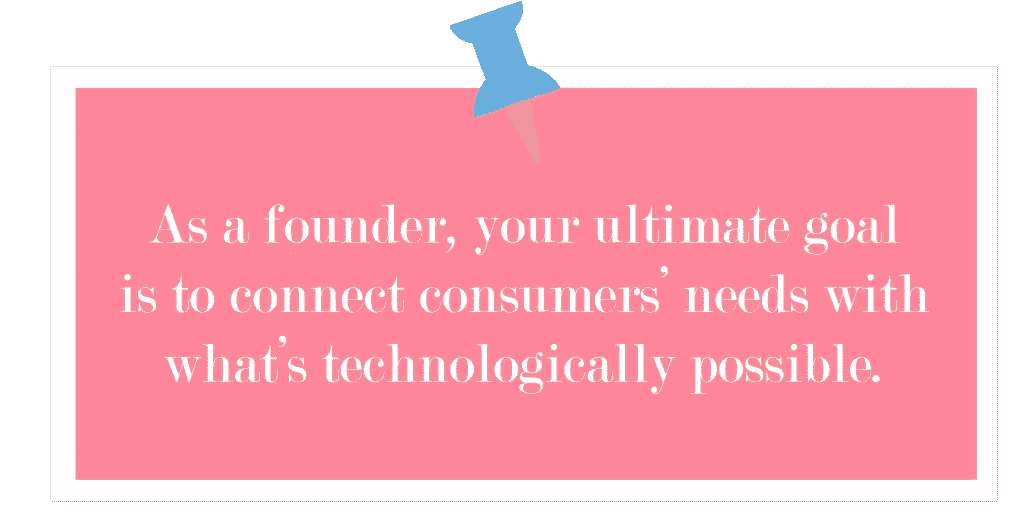 As a founder, your ultimate goal
is to connect consumers’ needs with
what’s technologically possible.